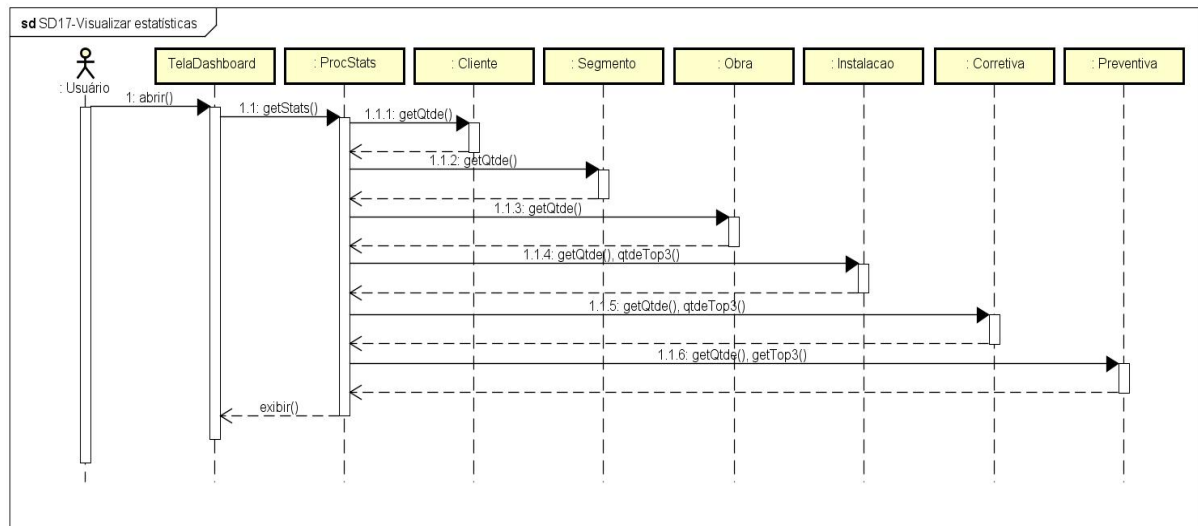 sd SD17-Visualizar estatísticas
: Usuário
TelaDashboard
: ProcStats
: Cliente
: Segmento
: Obra
: Instalacao
: Corretiva
: Preventiva
1: abrir()
1.1: getStats()
1.1.1: getQtde()
1.1.2: getQtde()
1.1.3: getQtde()
1.1.4: getQtde(), qtdeTop3()
1.1.5: getQtde(), qtdeTop3()
1.1.6: getQtde(), getTop3()
exibir()